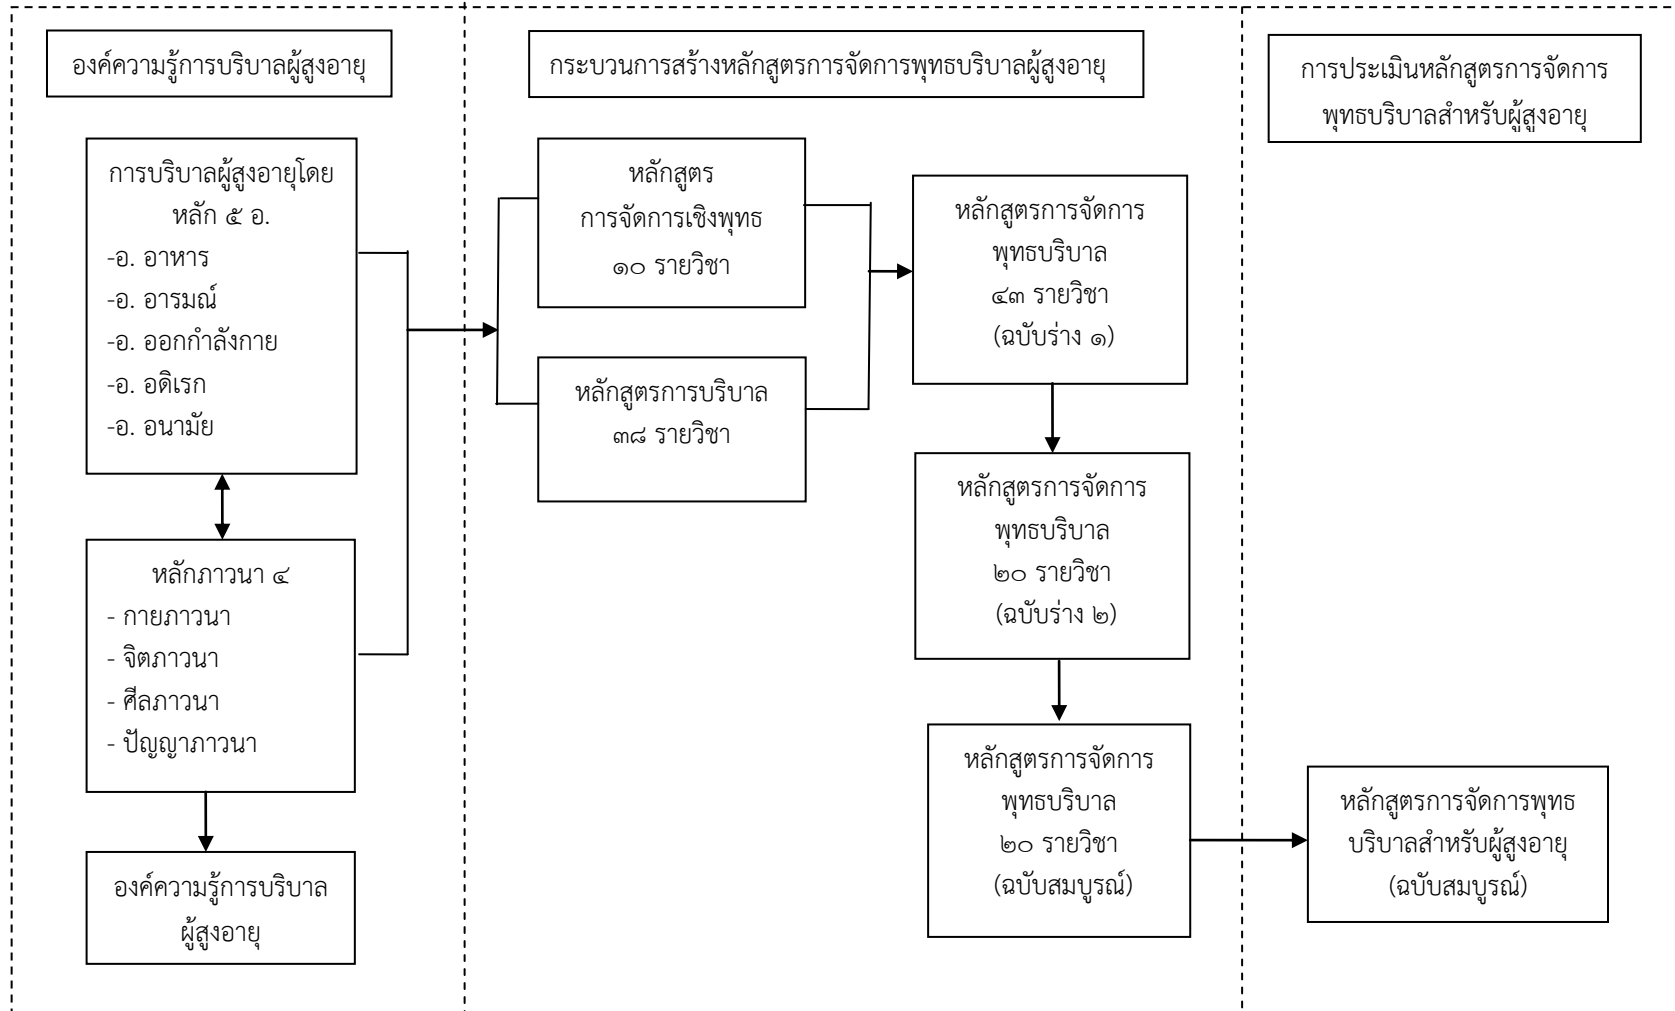 องค์ความรู้การบริบาลผู้สูงอายุ
การบริบาลผู้สูงอายุโดย
หลัก ๕ อ.
-อ. อาหาร
-อ. อารมณ์
-อ. ออกกำลังกาย
-อ. อดิเรก
-อ. อนามัย
หลักภาวนา ๔
- กายภาวนา
- จิตภาวนา
- ศีลภาวนา
- ปัญญาภาวนา
องค์ความรู้การบริบาล
ผู้สูงอายุ
กระบวนการสร้างหลักสูตรการจัดการพุทธบริบาลผู้สูงอายุ
หลักสูตร
การจัดการเชิงพุทธ
๑๐ รายวิชา
หลักสูตรการบริบาล
๓๘ รายวิชา
หลักสูตรการจัดการ
พุทธบริบาล
๔๓ รายวิชา
(ฉบับร่าง ๑)
หลักสูตรการจัดการ
พุทธบริบาล
๒๐ รายวิชา
(ฉบับร่าง ๒)
หลักสูตรการจัดการ
พุทธบริบาล
๒๐ รายวิชา
(ฉบับสมบูรณ์)
การประเมินหลักสูตรการจัดการ
พุทธบริบาลสำหรับผู้สูงอายุ
หลักสูตรการจัดการพุทธ
บริบาลสำหรับผู้สูงอายุ
(ฉบับสมบูรณ์)